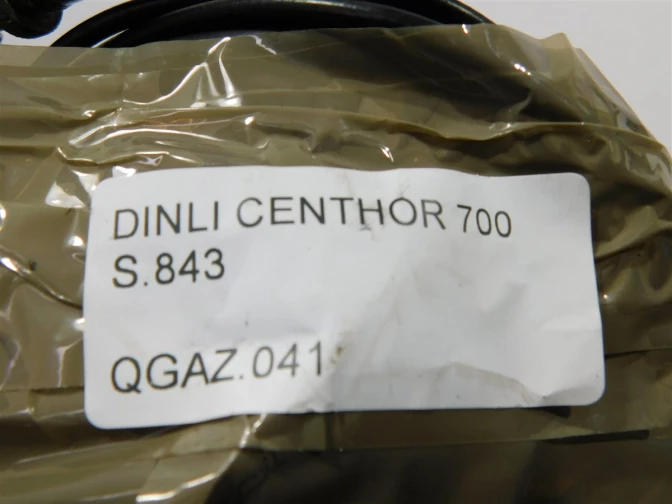 DINLI CENTHOR 700
S.843
QGAZ.041